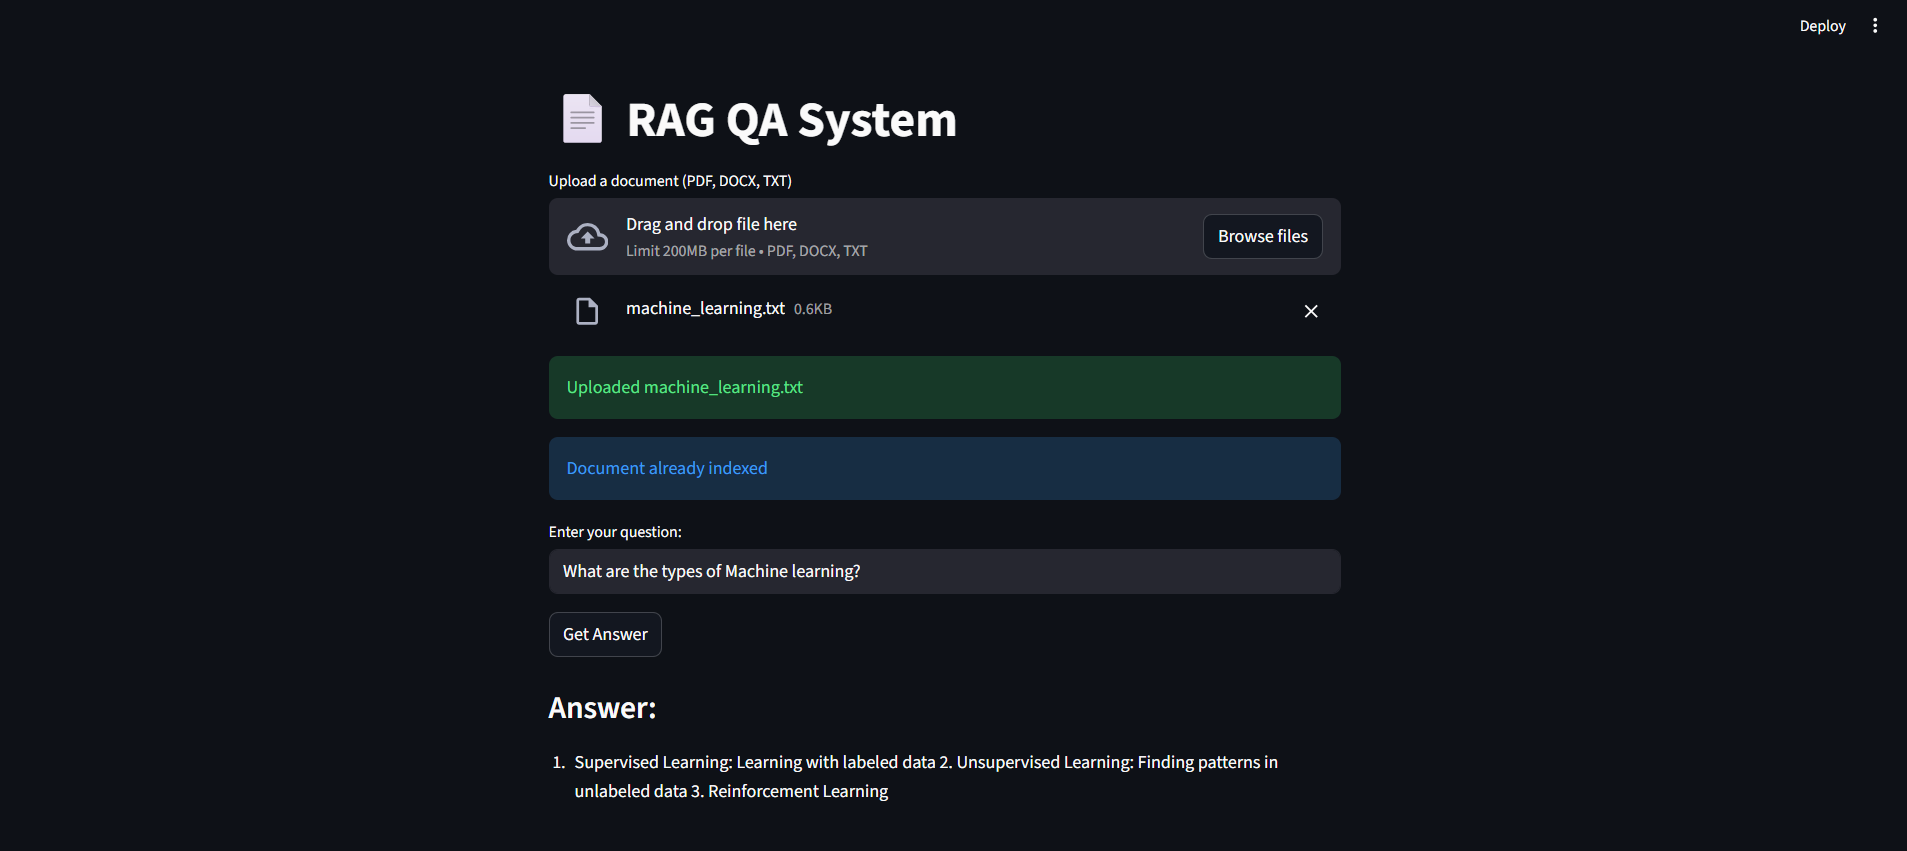 Deploy
RAG QA System
Upload a document (PDF, DOCX, TXT)
Drag and drop file here
Limit 200MB per file • PDF, DOCX, TXT
Browse files
machine_learning.txt 0.6KB
Uploaded machine_learning.txt
Document already indexed
Enter your question:
What are the types of Machine learning?
Get Answer
Answer:
1. Supervised Learning: Learning with labeled data 2. Unsupervised Learning: Finding patterns in
unlabeled data 3. Reinforcement Learning